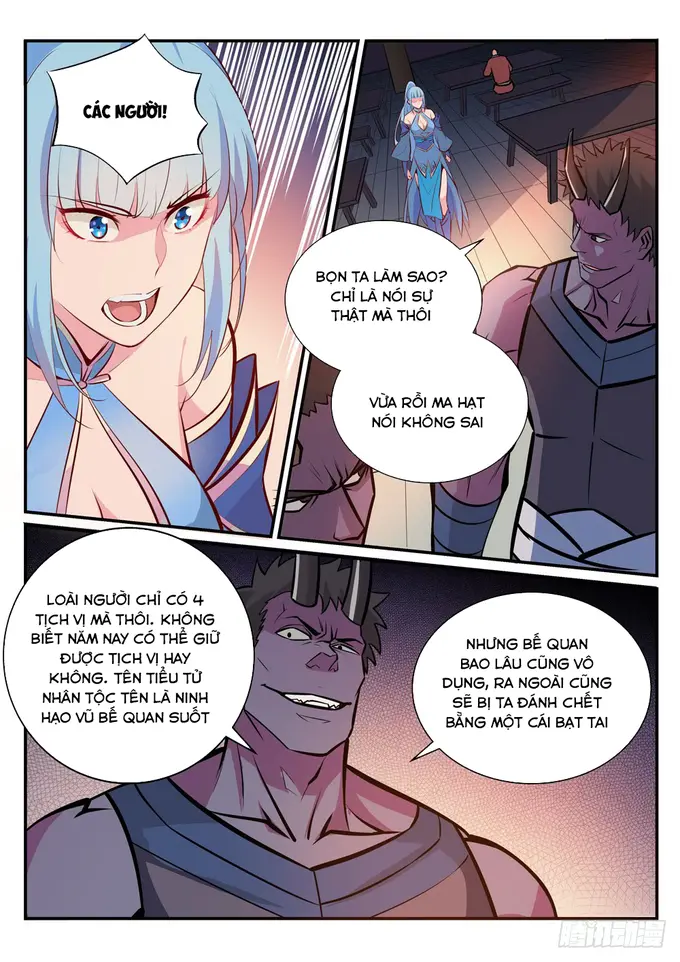 CÁC NGƯỜI!
BỌN TA LÀM SAO?
CHỈ LÀ NÓI SỰ
THẬT MÀ THÔI
VỪA RỒI MA HẠT
NÓI KHÔNG SAI
LOÀI NGƯỜI CHỈ CÓ 4
TỊCH VỊ MÀ THÔI. KHÔNG
BIẾT NĂM NAY CÓ THỂ GIỮ
ĐƯỢC TỊCH VỊ HAY
KHÔNG. TÊN TIỂU TỬ
NHÂN TỘC TÊN LÀ NINH
HẠO VŨ BẾ QUAN SUỐT
NHƯNG BẾ QUAN
BAO LÂU CŨNG VÔ
DỤNG, RA NGOÀI CŨNG
SẼ BỊ TA ĐÁNH CHẾT
BẰNG MỘT CÁI BẠT TAI